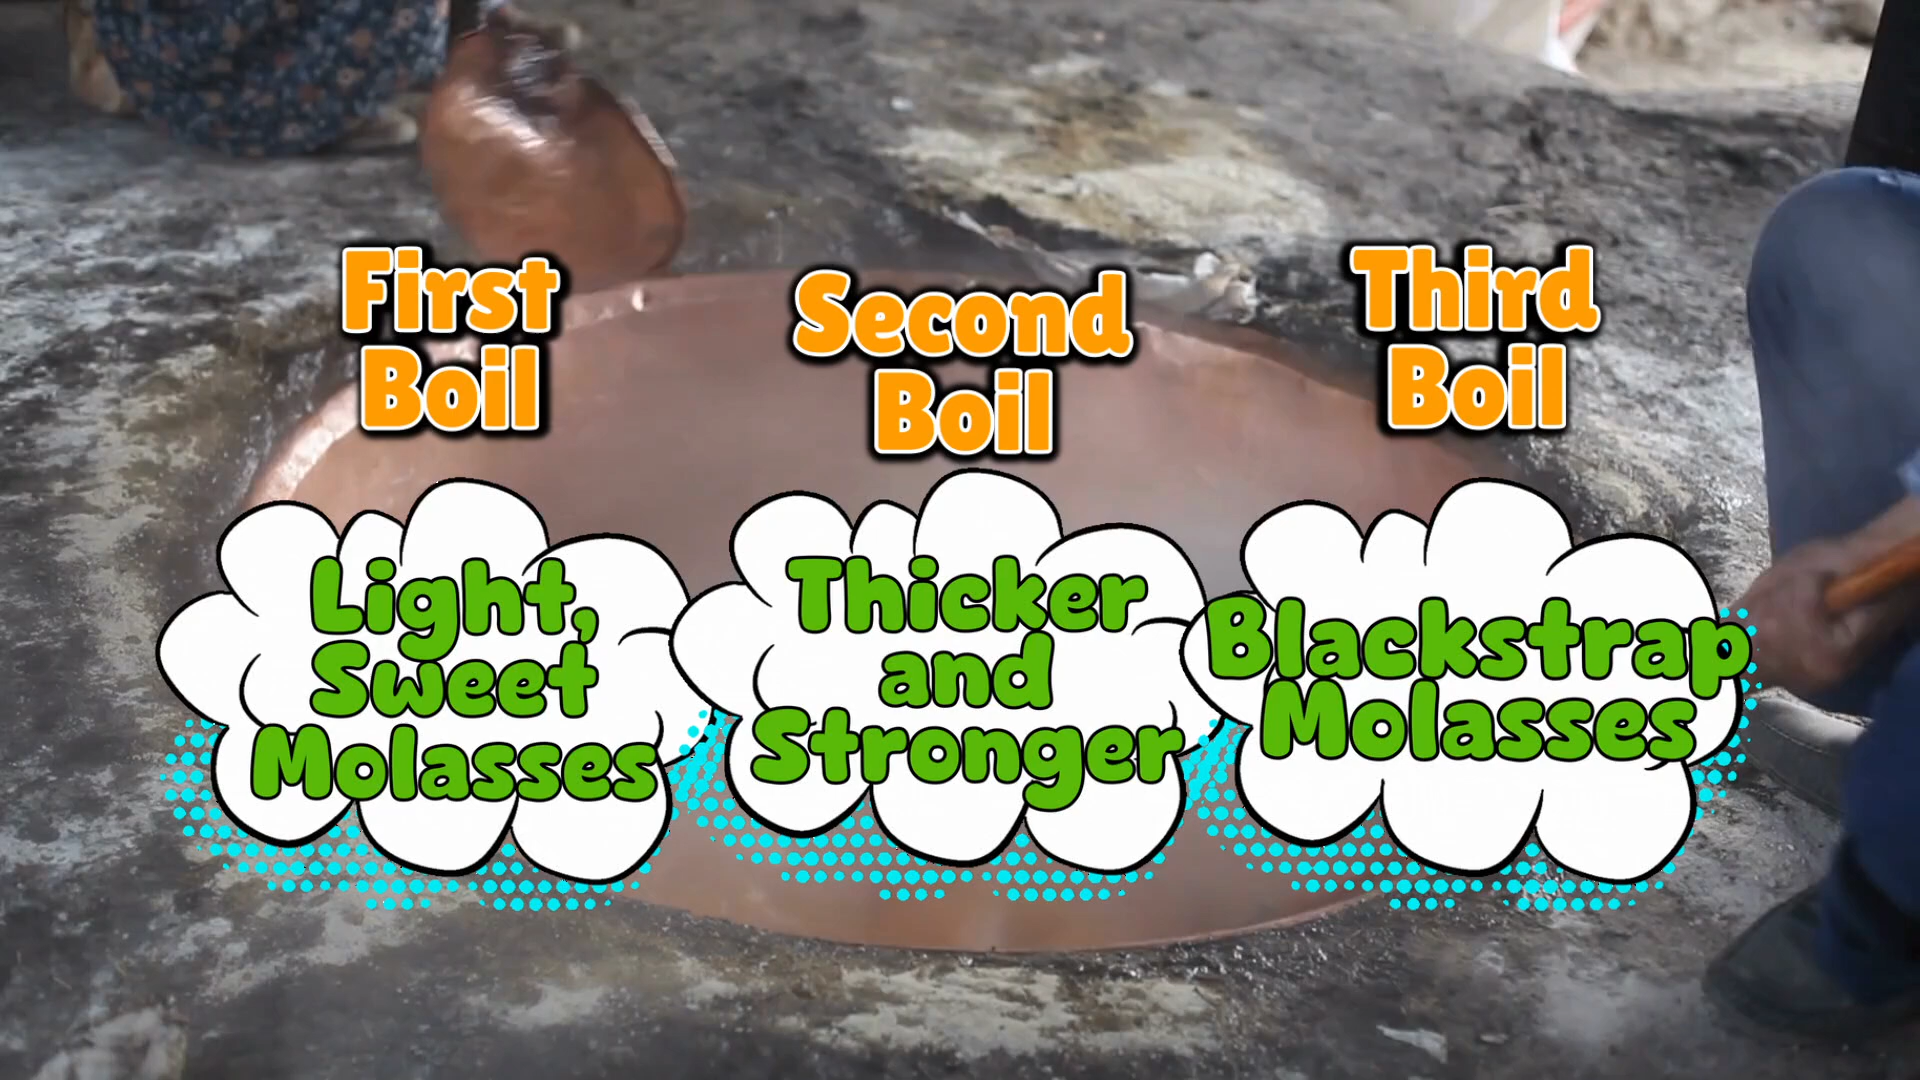 First
Boil
Second
Boil
Third
Boil
Light,
Sweet
Molasses
Thicker
and
Stronger
Blackstrap
Molasses